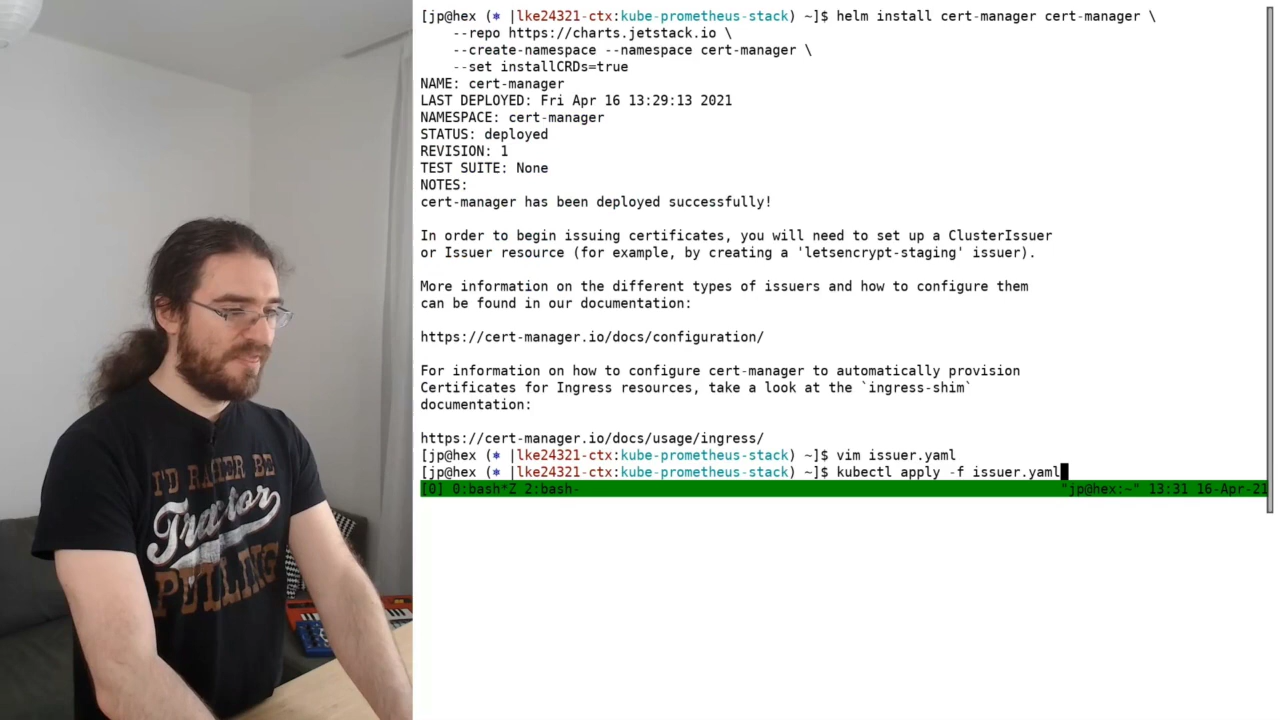 [jp@hex (* |lke24321-ctx:kube-prometheus-stack) ~]$ helm install cert-manager cert-manager \
    --repo https://charts.jetstack.io \
    --create-namespace --namespace cert-manager \
    --set installCRDs=true
NAME: cert-manager
LAST DEPLOYED: Fri Apr 16 13:29:13 2021
NAMESPACE: cert-manager
STATUS: deployed
REVISION: 1
TEST SUITE: None
NOTES:
cert-manager has been deployed successfully!
In order to begin issuing certificates, you will need to set up a ClusterIssuer
or Issuer resource (for example, by creating a 'letsencrypt-staging' issuer).
More information on the different types of issuers and how to configure them
can be found in our documentation:
https://cert-manager.io/docs/configuration/
For information on how to configure cert-manager to automatically provision
Certificates for Ingress resources, take a look at the `ingress-shim`
documentation:
https://cert-manager.io/docs/usage/ingress/
[jp@hex (* |lke24321-ctx:kube-prometheus-stack) ~]$ vim issuer.yaml
[jp@hex (* |lke24321-ctx:kube-prometheus-stack) ~]$ kubectl apply -f issuer.yaml
[0] 0:bash*Z 2:bash- "jp@hex:~" 13:31 16-Apr-21
I'D RATHER BE
Tractor
PULLING